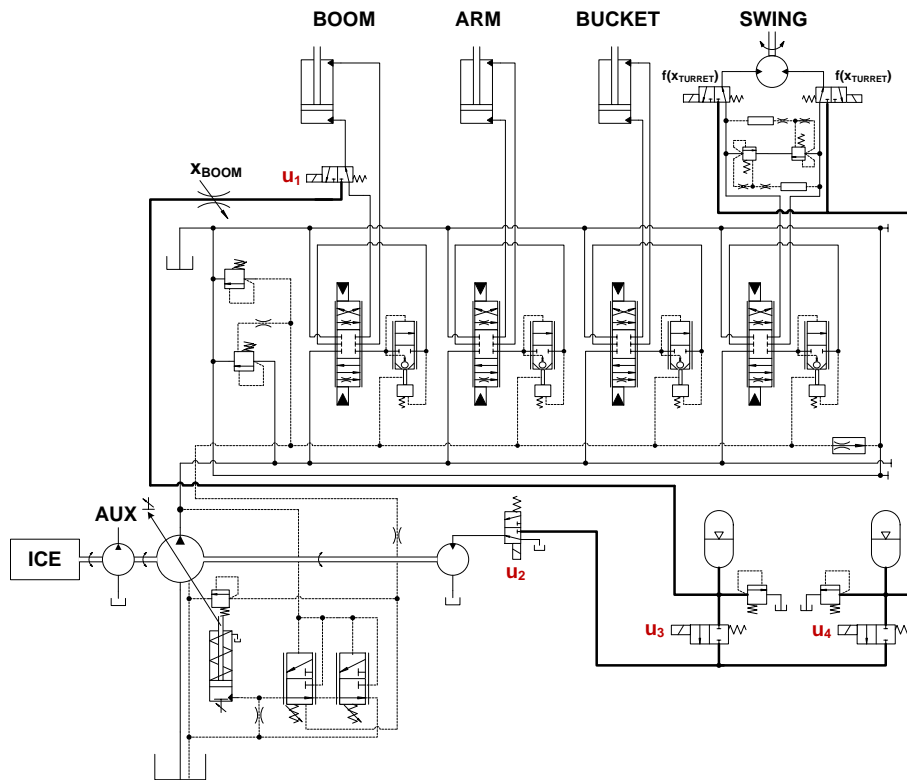 BOOM
ARM
BUCKET
SWING
f(xTURRET)
f(xTURRET)
xBOOM
u1
AUX
ICE
u2
u3
u4